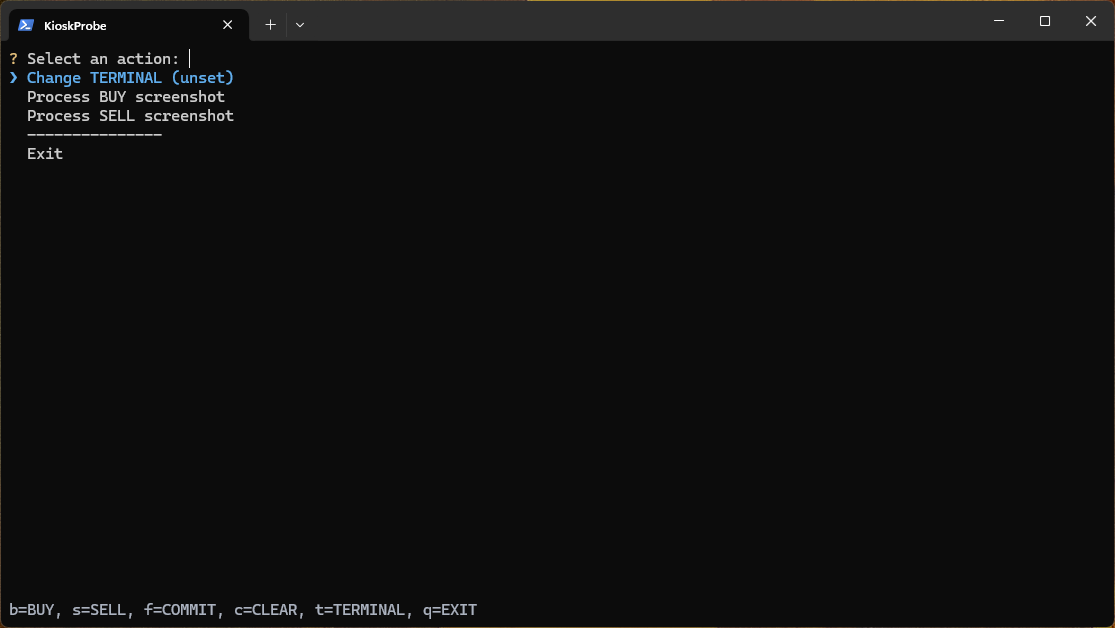 KioskProbe
? Select an action:
❯ Change TERMINAL (unset)
Process BUY screenshot
Process SELL screenshot
---------------
Exit
b=BUY, s=SELL, f=COMMIT, c=CLEAR, t=TERMINAL, q=EXIT